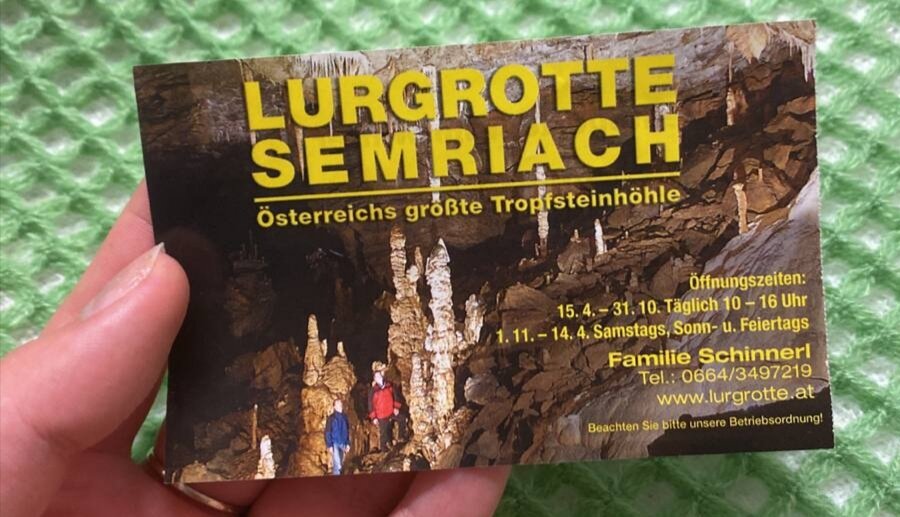 LURGROTTE
SEMRIACH
Österreichs größte Tropfsteinhöhle
Öffnungszeiten:
15. 4. – 31. 10. Täglich 10 – 16 Uhr
1. 11. – 14. 4. Samstags, Sonn- u. Feiertags
Familie Schinnerl
Tel.: 0664/3497219
www.lurgrotte.at
Beachten Sie bitte unsere Betriebsordnung!